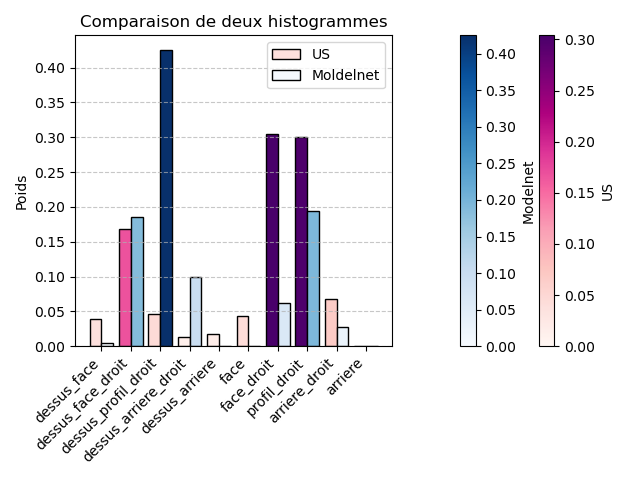 Comparaison de deux histogrammes
US
Moldelnet
Poids
0.40
0.35
0.30
0.25
0.20
0.15
0.10
0.05
0.00
dessus_face
dessus_face_droit
dessus_profil_droit
dessus_arriere_droit
dessus_arriere
face
face_droit
profil_droit
arriere_droit
arriere
0.40
0.35
0.30
0.25
0.20
0.15
0.10
0.05
0.00
Modelnet
0.30
0.25
0.20
0.15
0.10
0.05
0.00
US